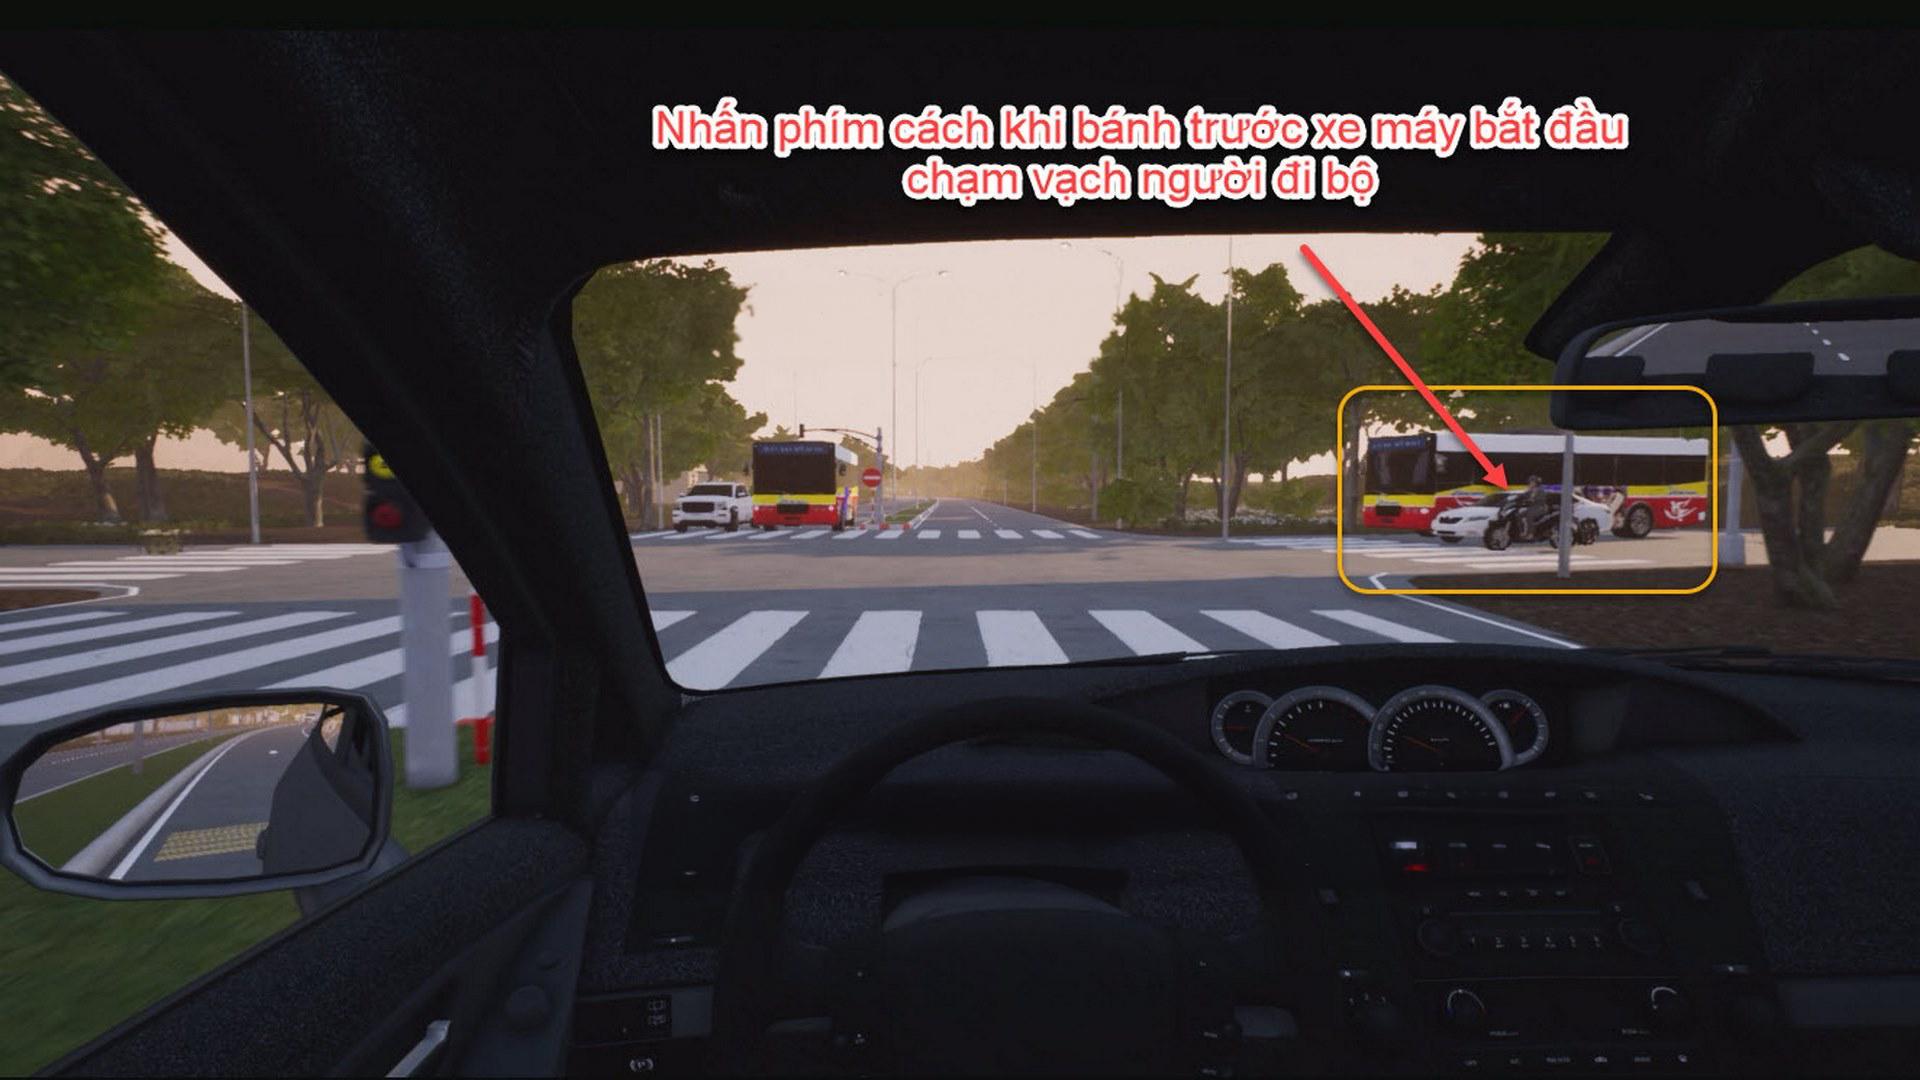 Nhấn phím cách khi bánh trước xe máy bắt đầu
chạm vạch người đi bộ